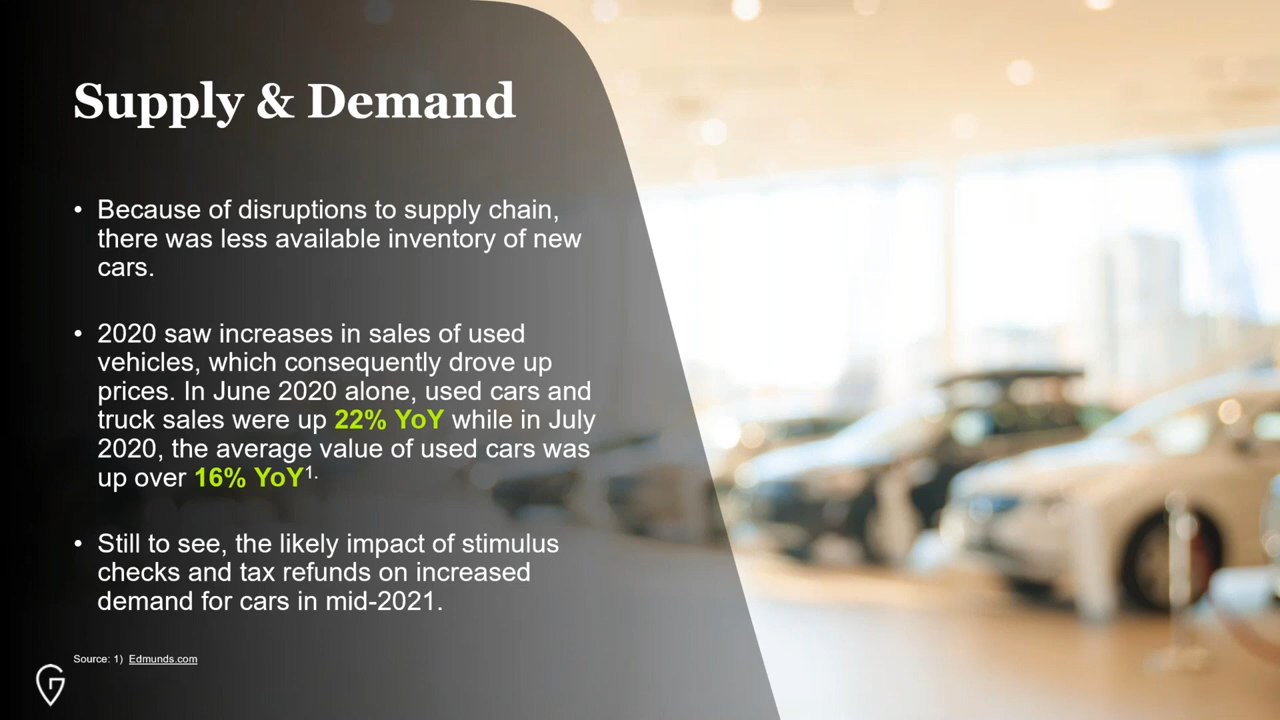 Supply & Demand
• Because of disruptions to supply chain,
there was less available inventory of new
cars.
• 2020 saw increases in sales of used
vehicles, which consequently drove up
prices. In June 2020 alone, used cars and
truck sales were up 22% YoY while in July
2020, the average value of used cars was
up over 16% YoY1.
• Still to see, the likely impact of stimulus
checks and tax refunds on increased
demand for cars in mid-2021.
Source: 1) Edmunds.com